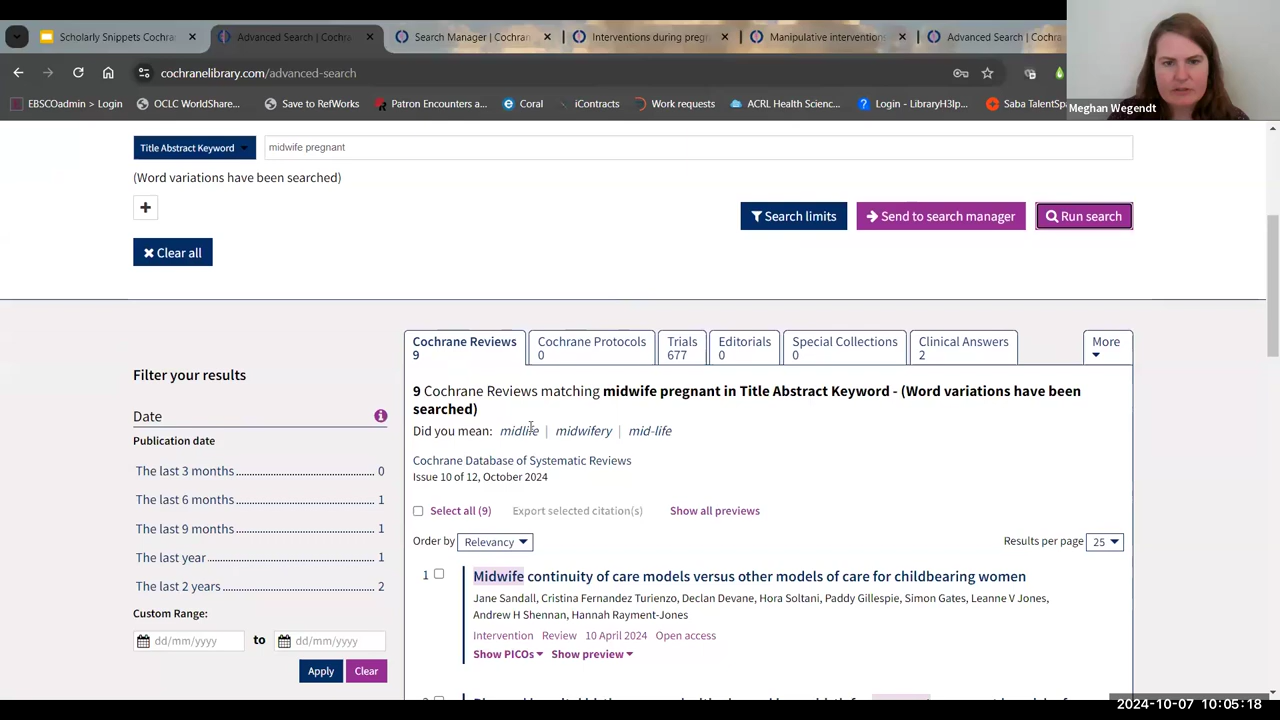 Scholarly Snippets Cochra
Advanced Search | Cochra
Search Manager | Cochran
Interventions during pregn
Manipulative interventions
Advanced Search | Cochra
cochranelibrary.com/advanced-search
EBSCOadmin > Login
OCLC WorldShare...
Save to RefWorks
Patron Encounters a...
Coral
iContracts
Work requests
ACRL Health Scienc...
Login - LibraryH3lp...
Saba TalentSp
Meghan Wegendt
Title Abstract Keyword
midwife pregnant
(Word variations have been searched)
+
Search limits
Send to search manager
Run search
Clear all
Filter your results
Date
Publication date
The last 3 months 0
The last 6 months 1
The last 9 months 1
The last year 1
The last 2 years 2
Custom Range:
dd/mm/yyyy to dd/mm/yyyy
Apply
Clear
Cochrane Reviews
9
Cochrane Protocols
0
Trials
677
Editorials
0
Special Collections
0
Clinical Answers
2
More
9 Cochrane Reviews matching midwife pregnant in Title Abstract Keyword - (Word variations have been
searched)
Did you mean: midlife | midwifery | mid-life
Cochrane Database of Systematic Reviews
Issue 10 of 12, October 2024
Select all (9) Export selected citation(s) Show all previews
Order by Relevancy Results per page 25
1 Midwife continuity of care models versus other models of care for childbearing women
Jane Sandall, Cristina Fernandez Turienzo, Declan Devane, Hora Soltani, Paddy Gillespie, Simon Gates, Leanne V Jones,
Andrew H Shennan, Hannah Rayment-Jones
Intervention Review 10 April 2024 Open access
Show PICOs Show preview
2024-10-07 10:05:18